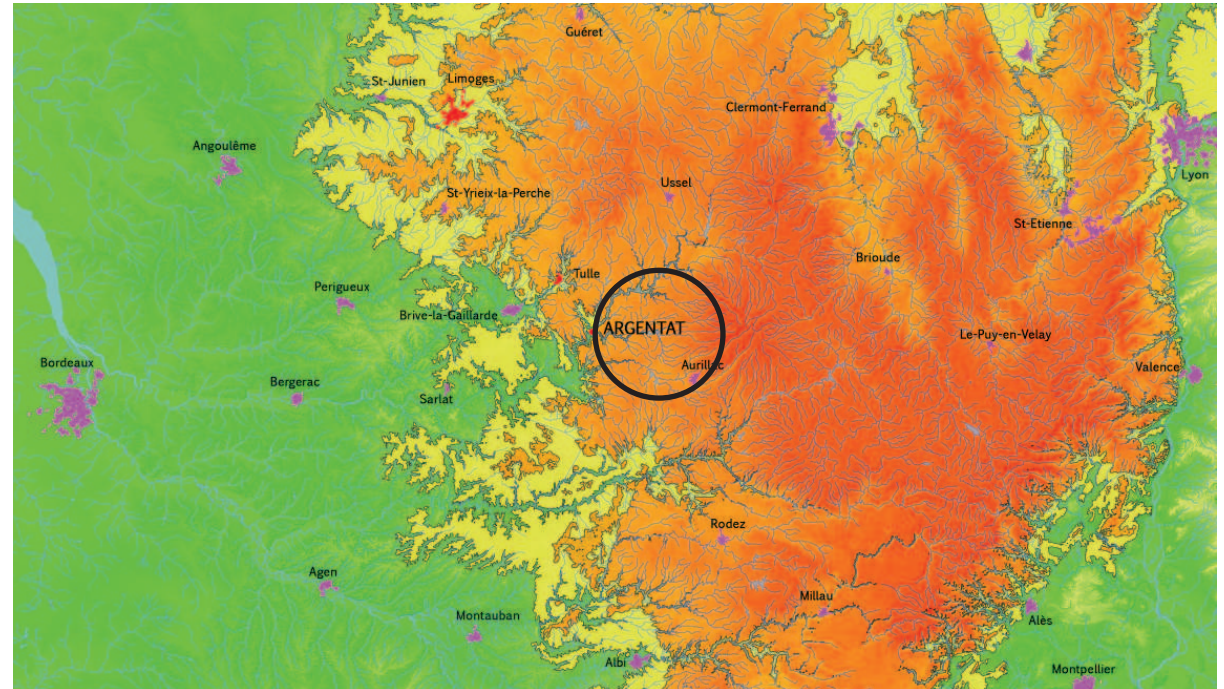 Guéret
St-Junien
Limoges
Clermont-Ferrand
Angoulême
Lyon
Ussel
St-Yrieix-la-Perche
St-Etienne
Brioude
Tulle
Perigueux
Brive-la-Gaillarde
ARGENTAT
Le-Puy-en-Velay
Bordeaux
Aurillac
Valence
Bergerac
Sarlat
Rodez
Agen
Millau
Montauban
Alès
Albi
Montpellier